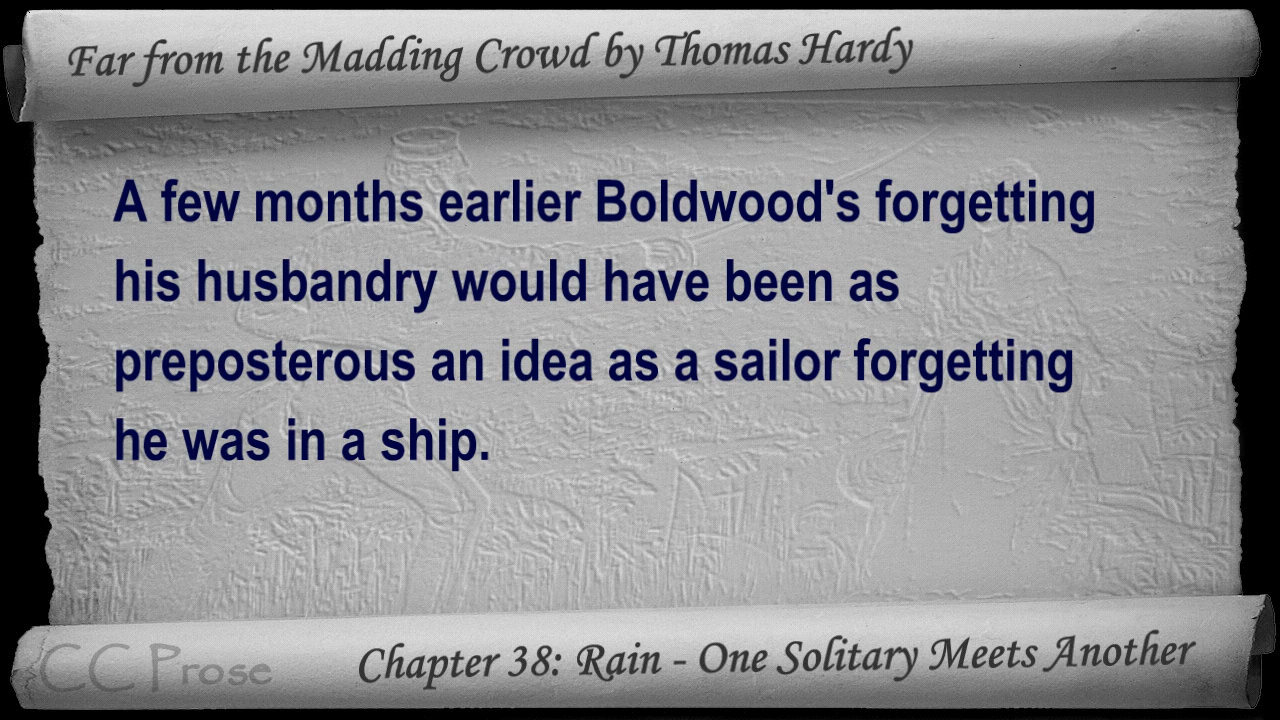 Far from the Madding Crowd by Thomas Hardy
A few months earlier Boldwood's forgetting
his husbandry would have been as
preposterous an idea as a sailor forgetting
he was in a ship.
CC Prose
Chapter 38: Rain - One Solitary Meets Another